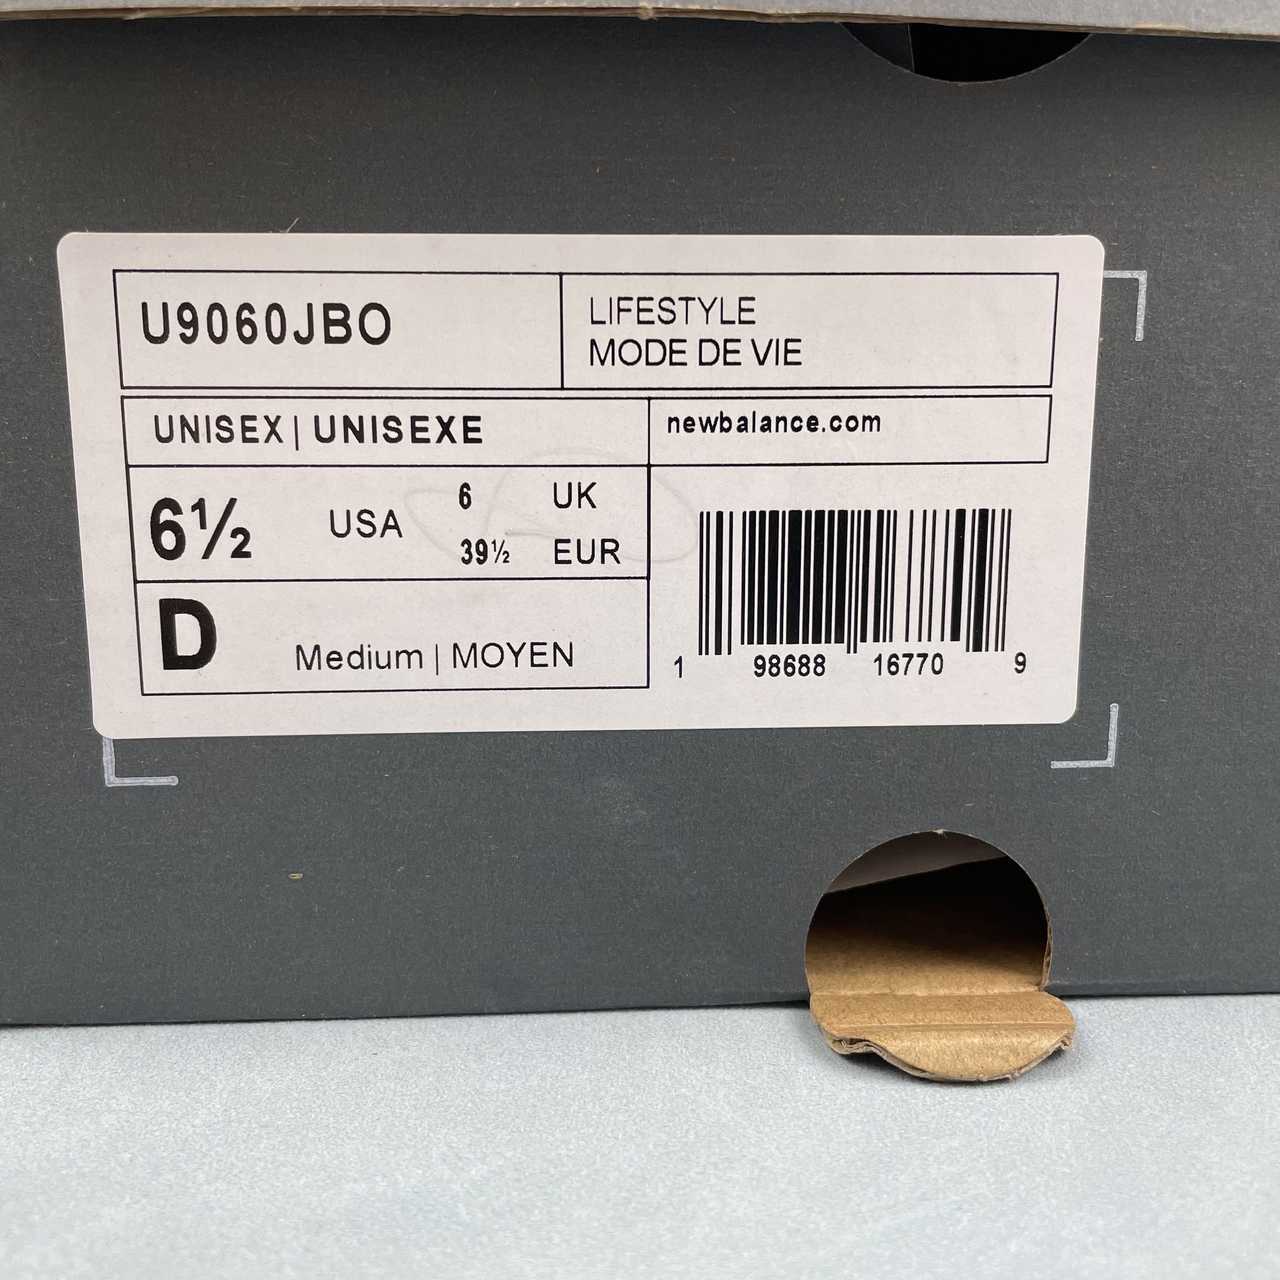 U9060JBO
LIFESTYLE
MODE DE VIE
UNISEX | UNISEXE
newbalance.com
6½ USA 6 UK
39½ EUR
D Medium | MOYEN
1 98688 16770 9